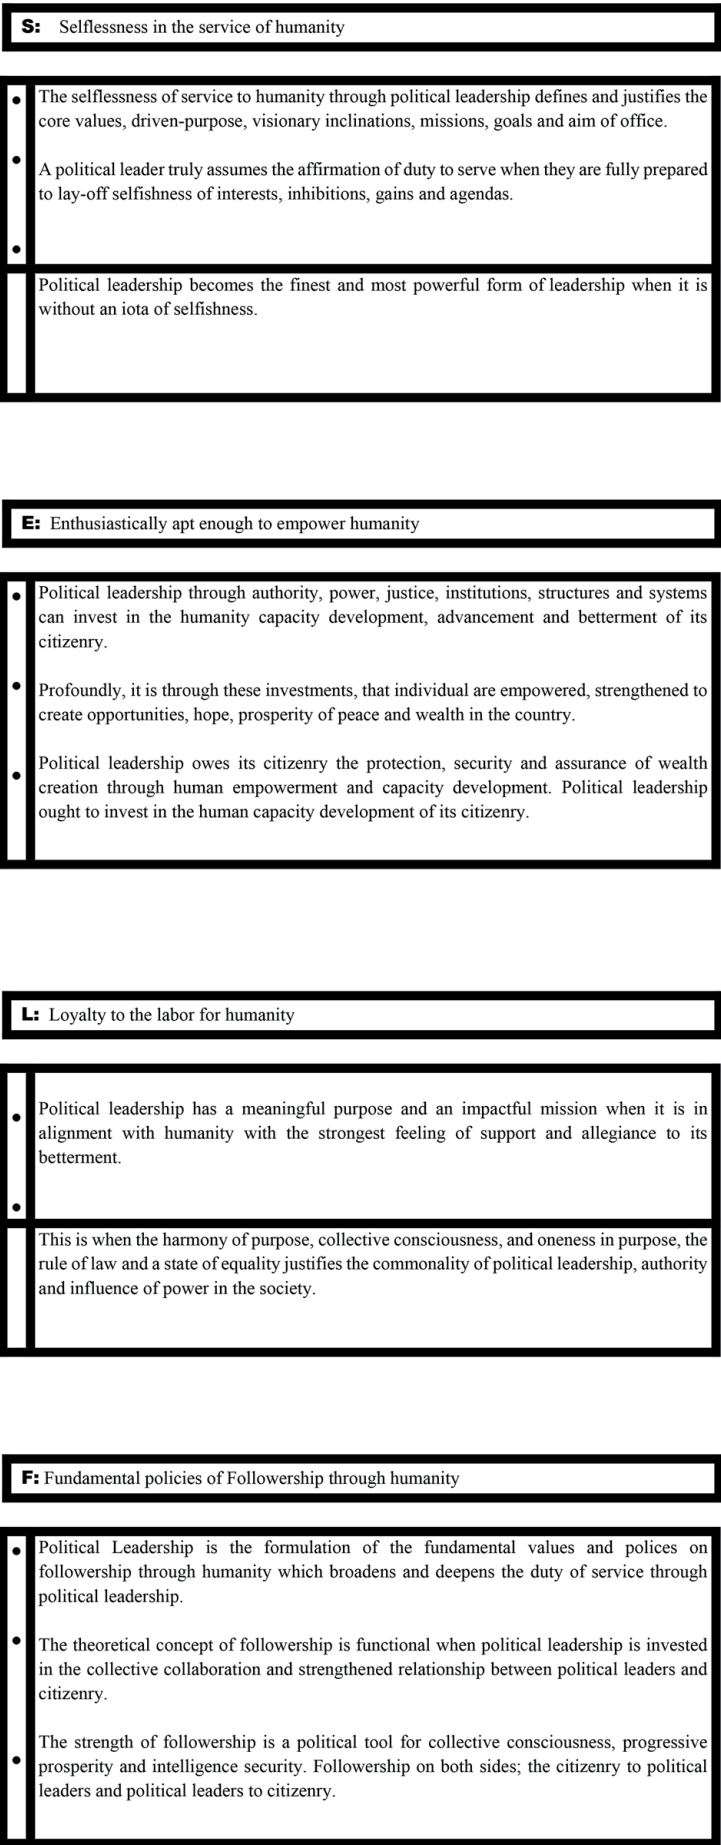 S: Selflessness in the service of humanity
• The selflessness of service to humanity through political leadership defines and justifies the
core values, driven-purpose, visionary inclinations, missions, goals and aim of office.
• A political leader truly assumes the affirmation of duty to serve when they are fully prepared
to lay-off selfishness of interests, inhibitions, gains and agendas.
•
Political leadership becomes the finest and most powerful form of leadership when it is
without an iota of selfishness.
E: Enthusiastically apt enough to empower humanity
• Political leadership through authority, power, justice, institutions, structures and systems
can invest in the humanity capacity development, advancement and betterment of its
citizenry.
• Profoundly, it is through these investments, that individual are empowered, strengthened to
create opportunities, hope, prosperity of peace and wealth in the country.
• Political leadership owes its citizenry the protection, security and assurance of wealth
creation through human empowerment and capacity development. Political leadership
ought to invest in the human capacity development of its citizenry.
L: Loyalty to the labor for humanity
• Political leadership has a meaningful purpose and an impactful mission when it is in
alignment with humanity with the strongest feeling of support and allegiance to its
betterment.
•
This is when the harmony of purpose, collective consciousness, and oneness in purpose, the
rule of law and a state of equality justifies the commonality of political leadership, authority
and influence of power in the society.
F: Fundamental policies of Followership through humanity
• Political Leadership is the formulation of the fundamental values and polices on
followership through humanity which broadens and deepens the duty of service through
political leadership.
• The theoretical concept of followership is functional when political leadership is invested
in the collective collaboration and strengthened relationship between political leaders and
citizenry.
• The strength of followership is a political tool for collective consciousness, progressive
prosperity and intelligence security. Followership on both sides; the citizenry to political
leaders and political leaders to citizenry.